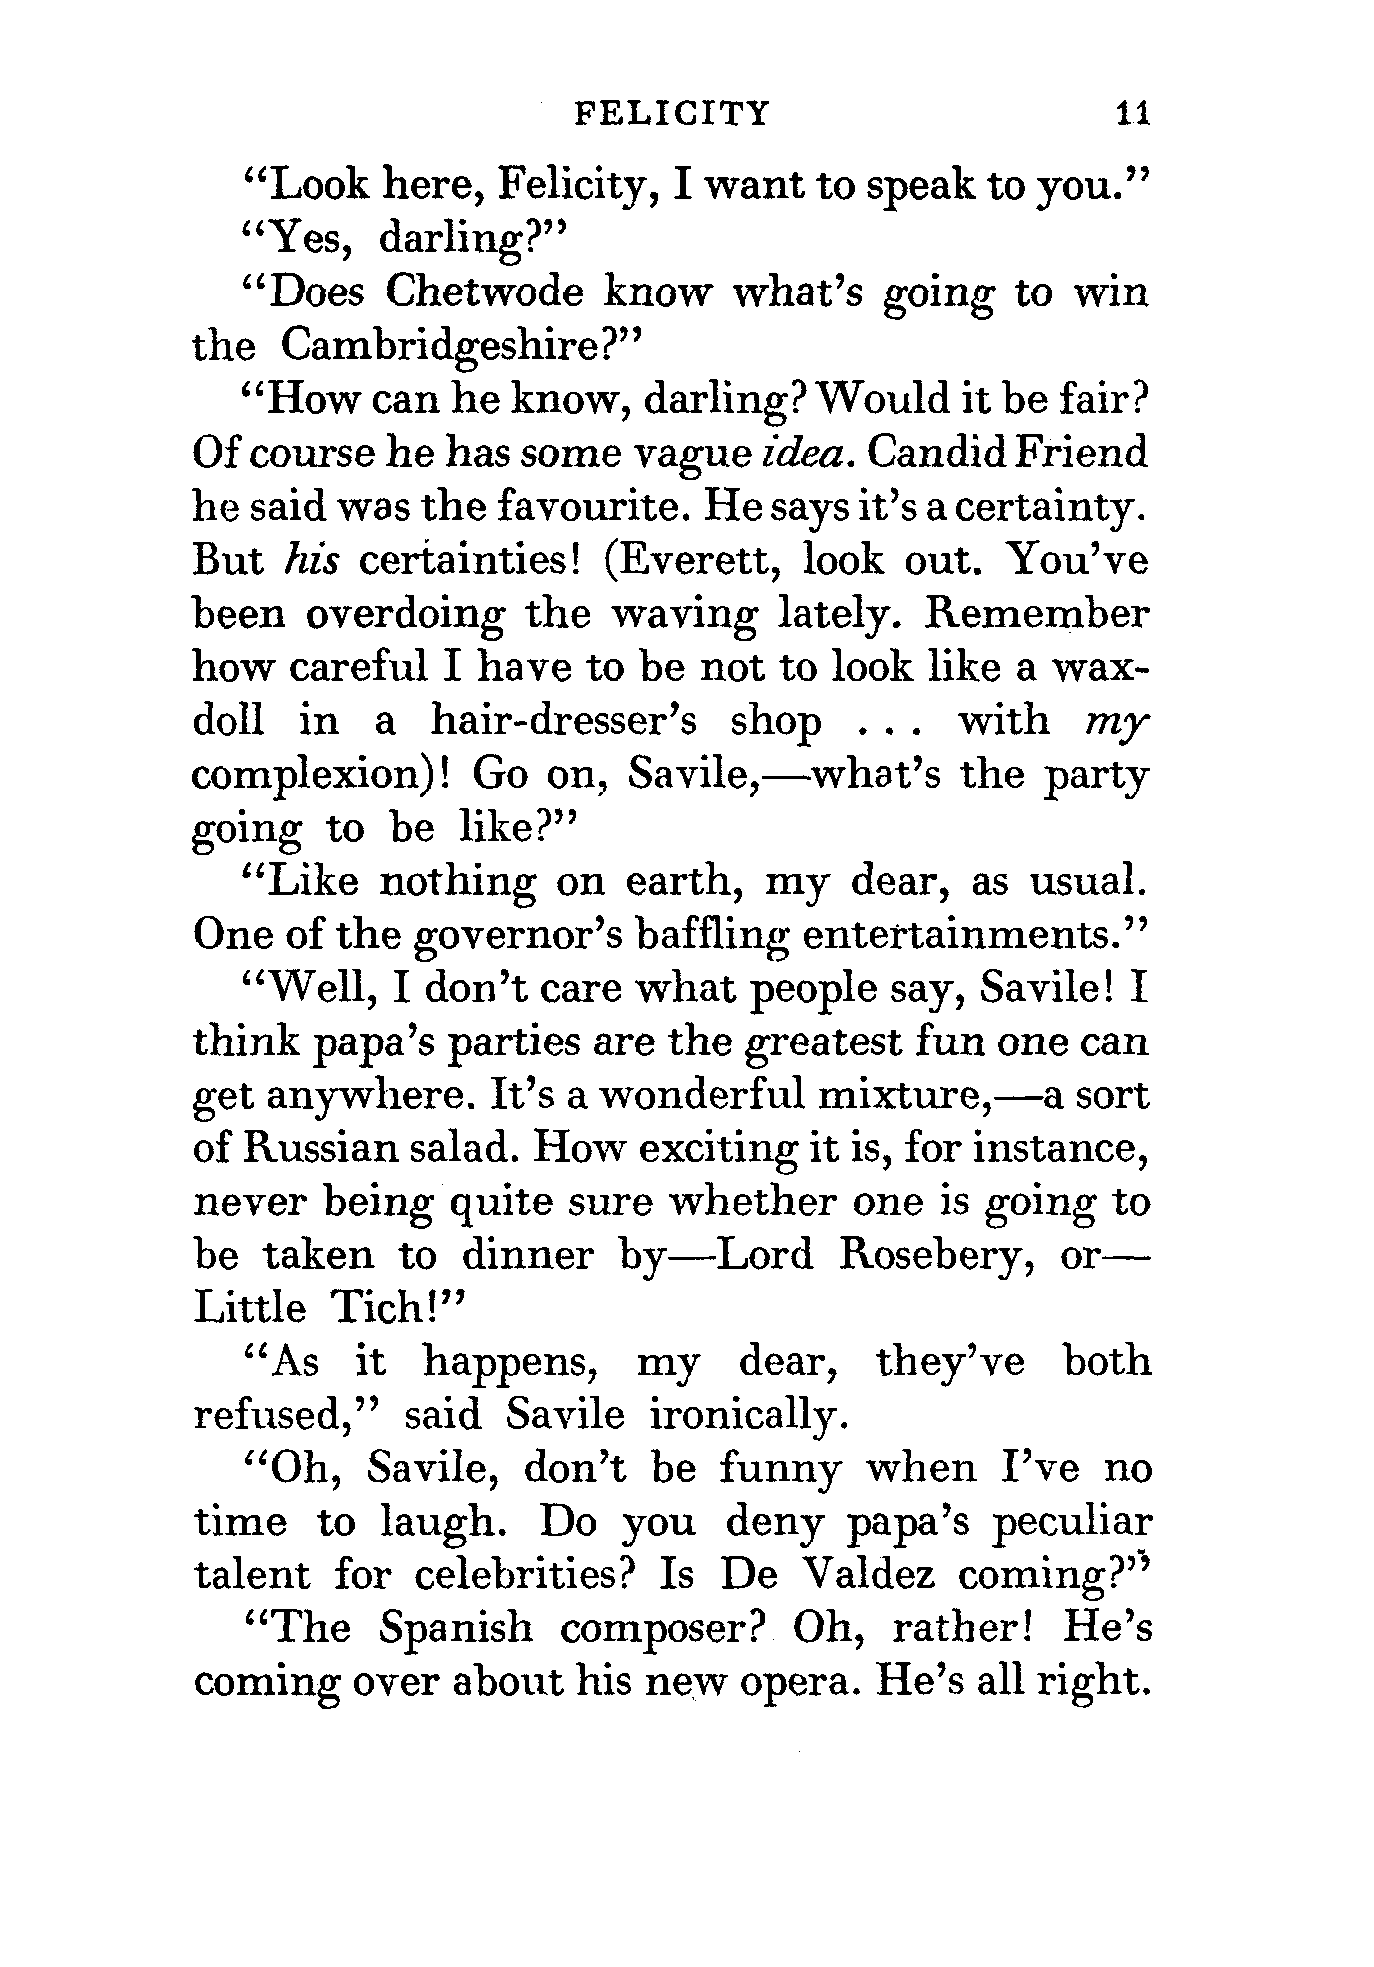 FELICITY 11
“Look here, Felicity, I want to speak to you.”
“Yes, darling?”
“Does Chetwode know what’s going to win
the Cambridgeshire?”
“How can he know, darling? Would it be fair?
Of course he has some vague idea. Candid Friend
he said was the favourite. He says it’s a certainty.
But his certainties! (Everett, look out. You’ve
been overdoing the waving lately. Remember
how careful I have to be not to look like a wax-
doll in a hair-dresser’s shop . . . with my
complexion)! Go on, Savile,—what’s the party
going to be like?”
“Like nothing on earth, my dear, as usual.
One of the governor’s baffling entertainments.”
“Well, I don’t care what people say, Savile! I
think papa’s parties are the greatest fun one can
get anywhere. It’s a wonderful mixture,—a sort
of Russian salad. How exciting it is, for instance,
never being quite sure whether one is going to
be taken to dinner by—Lord Rosebery, or—
Little Tich!”
“As it happens, my dear, they’ve both
refused,” said Savile ironically.
“Oh, Savile, don’t be funny when I’ve no
time to laugh. Do you deny papa’s peculiar
talent for celebrities? Is De Valdez coming?”
“The Spanish composer? Oh, rather! He’s
coming over about his new opera. He’s all right.